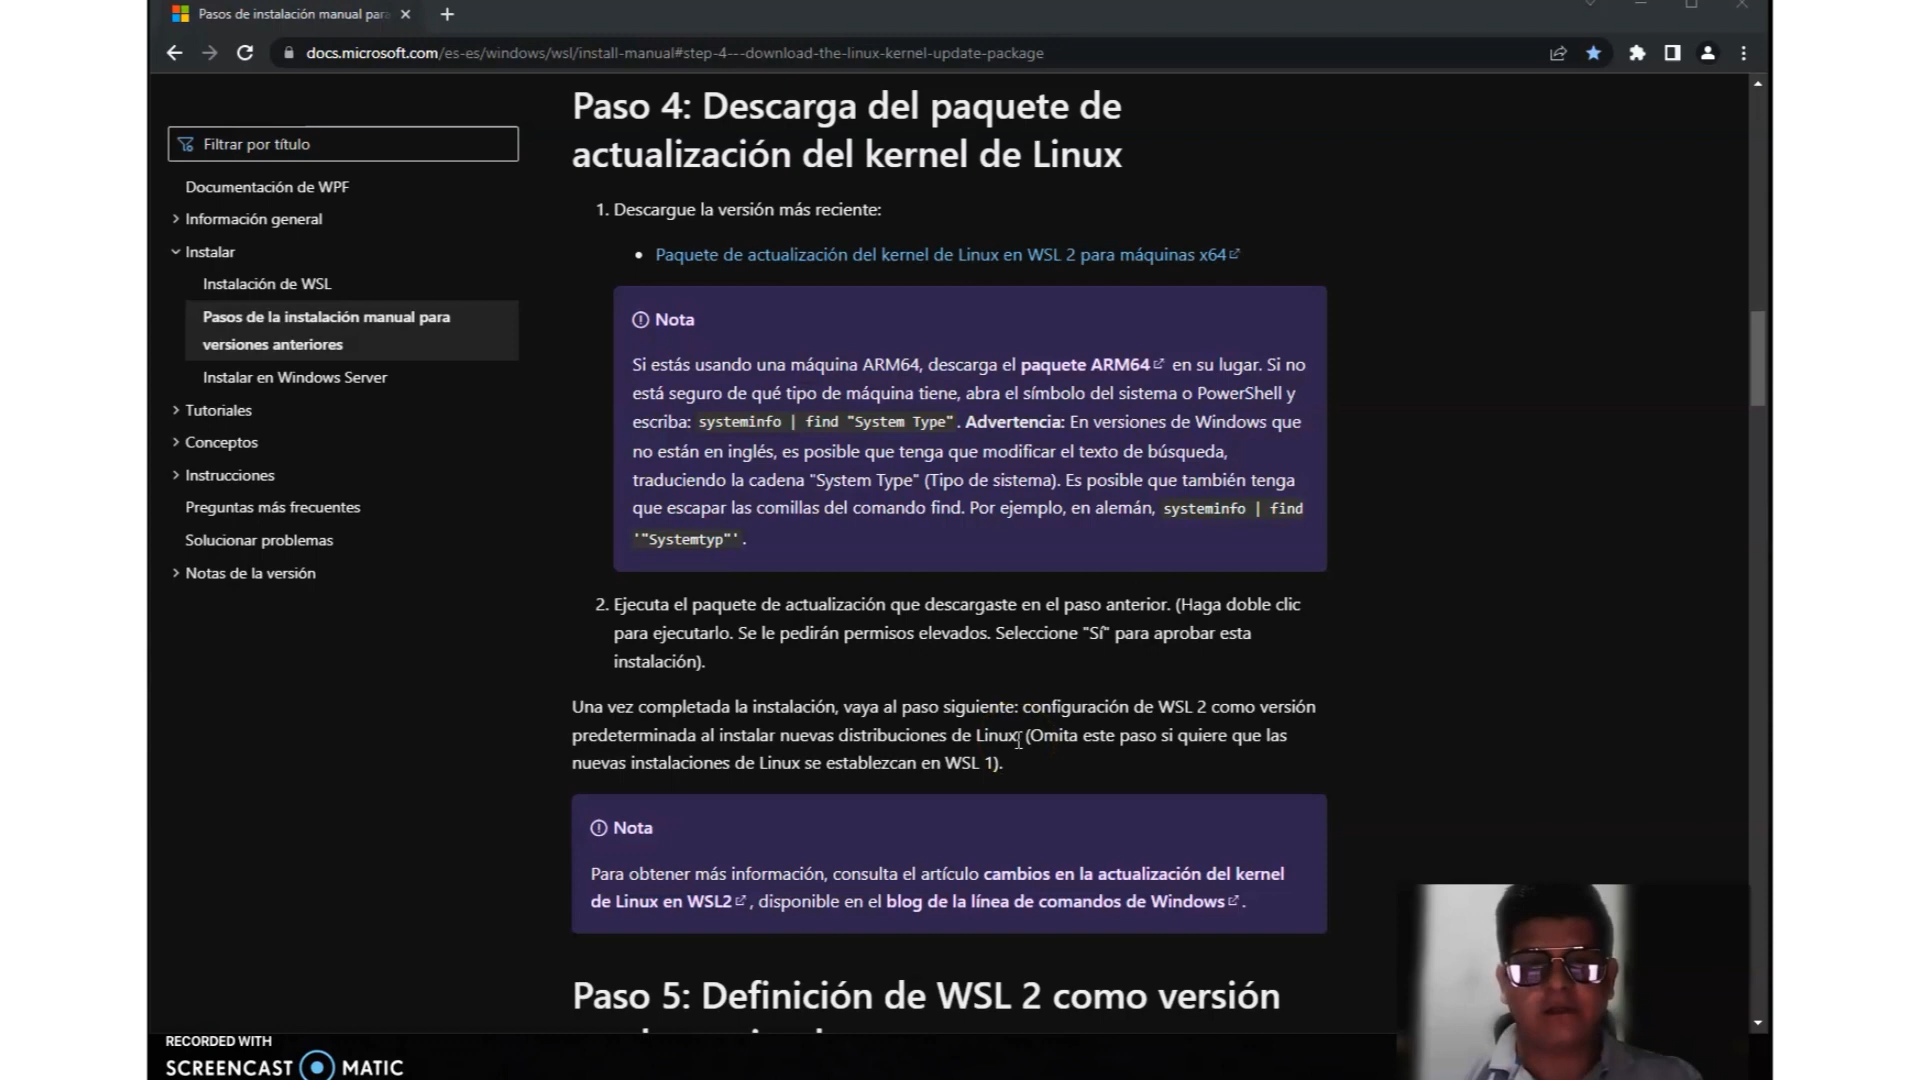 Pasos de instalación manual para
docs.microsoft.com/es-es/windows/wsl/install-manual#step-4---download-the-linux-kernel-update-package
Filtrar por título
Documentación de WPF
Información general
Instalar
Instalación de WSL
Pasos de la instalación manual para
versiones anteriores
Instalar en Windows Server
Tutoriales
Conceptos
Instrucciones
Preguntas más frecuentes
Solucionar problemas
Notas de la versión
Paso 4: Descarga del paquete de
actualización del kernel de Linux
1. Descargue la versión más reciente:
Paquete de actualización del kernel de Linux en WSL 2 para máquinas x64
Nota
Si estás usando una máquina ARM64, descarga el paquete ARM64 en su lugar. Si no
está seguro de qué tipo de máquina tiene, abra el símbolo del sistema o PowerShell y
escriba: systeminfo | find "System Type". Advertencia: En versiones de Windows que
no están en inglés, es posible que tenga que modificar el texto de búsqueda,
traduciendo la cadena "System Type" (Tipo de sistema). Es posible que también tenga
que escapar las comillas del comando find. Por ejemplo, en alemán, systeminfo | find
'"Systemtyp"'.
2. Ejecuta el paquete de actualización que descargaste en el paso anterior. (Haga doble clic
para ejecutarlo. Se le pedirán permisos elevados. Seleccione "Sí" para aprobar esta
instalación).
Una vez completada la instalación, vaya al paso siguiente: configuración de WSL 2 como versión
predeterminada al instalar nuevas distribuciones de Linux. (Omita este paso si quiere que las
nuevas instalaciones de Linux se establezcan en WSL 1).
Nota
Para obtener más información, consulta el artículo cambios en la actualización del kernel
de Linux en WSL2 , disponible en el blog de la línea de comandos de Windows .
Paso 5: Definición de WSL 2 como versión
RECORDED WITH
SCREENCAST MATIC